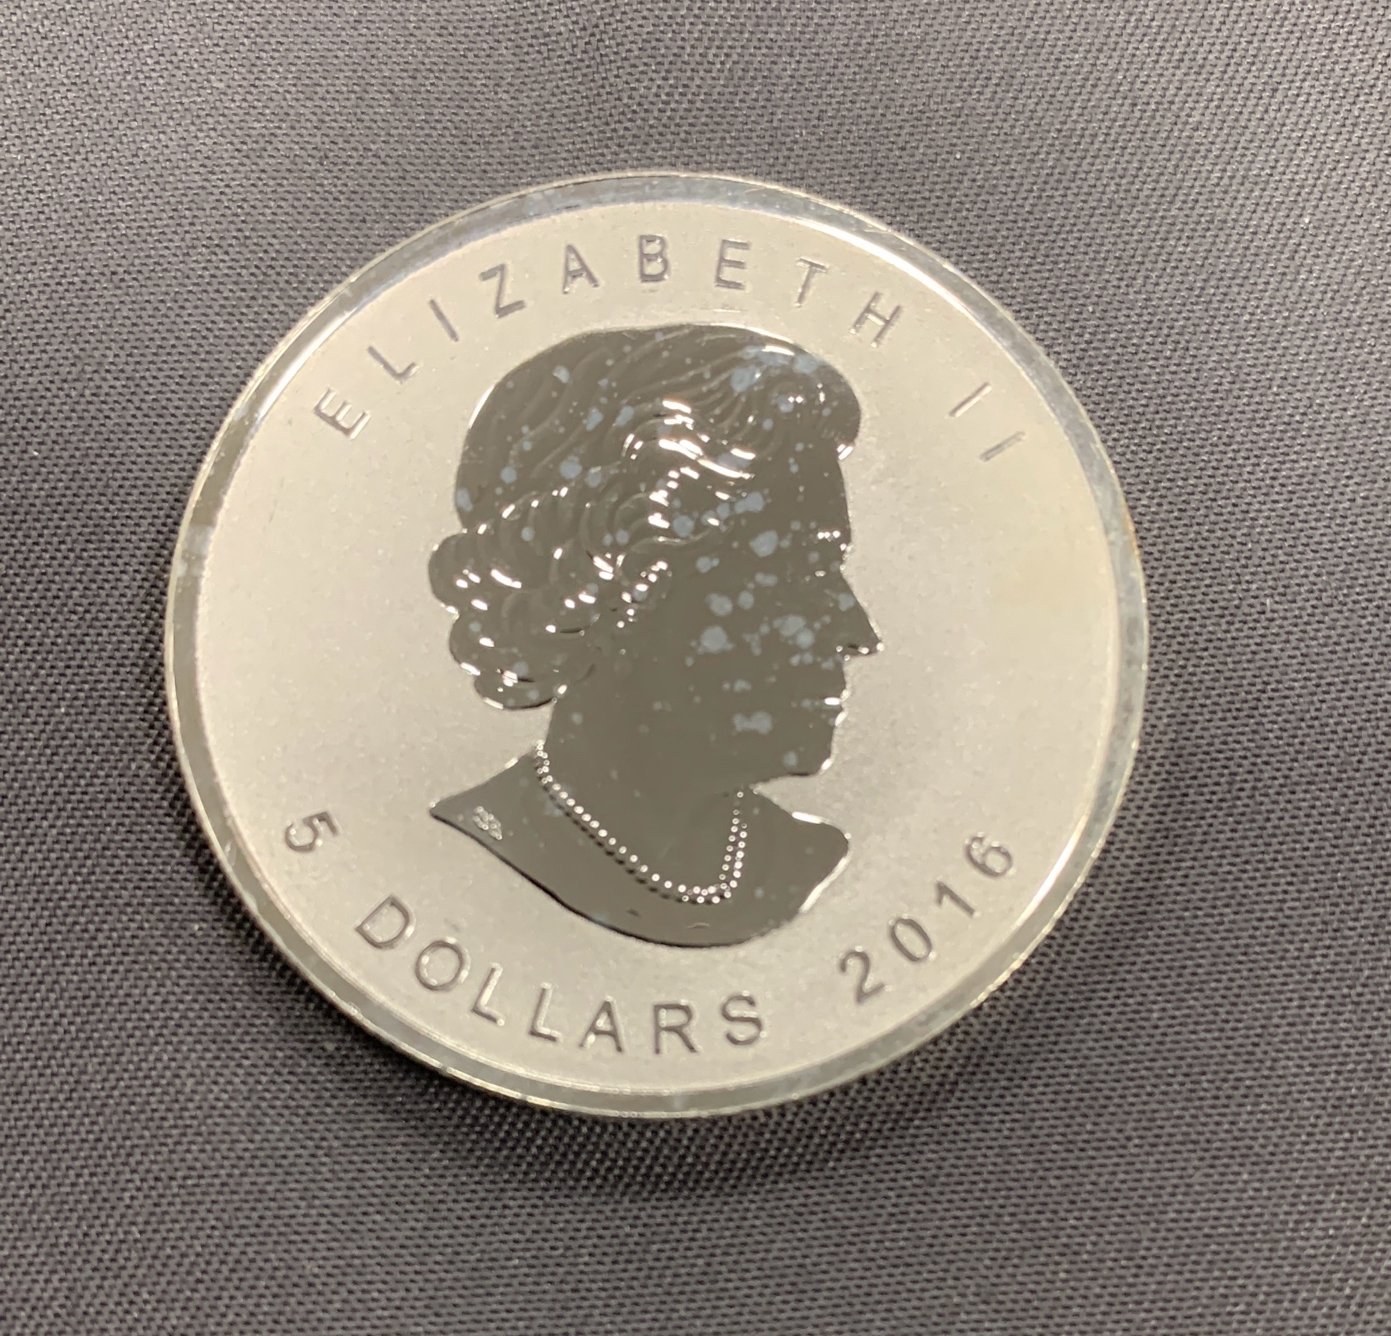 ELIZABETH II
5 DOLLARS 2016